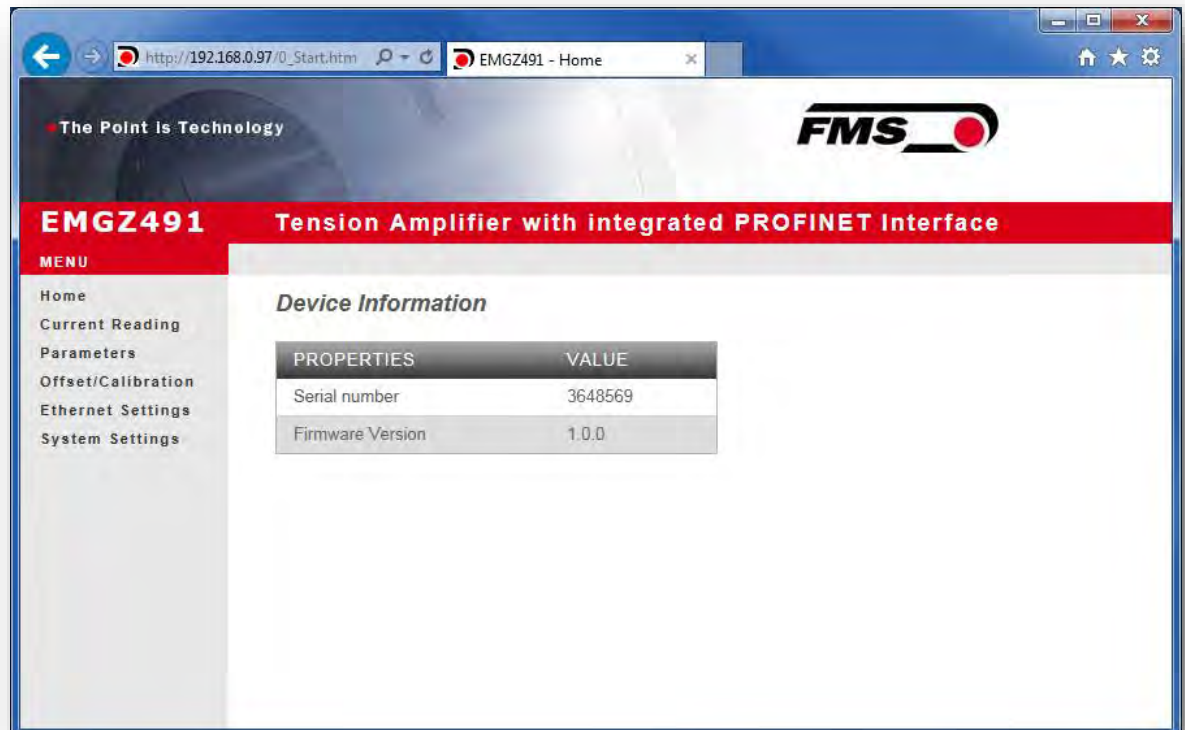 http://192.168.0.97/0_Start.htm
EMGZ491 - Home
The Point is Technology
FMS
EMGZ491 Tension Amplifier with integrated PROFINET Interface
MENU
Home
Current Reading
Parameters
Offset/Calibration
Ethernet Settings
System Settings
Device Information
PROPERTIES VALUE
Serial number 3648569
Firmware Version 1.0.0